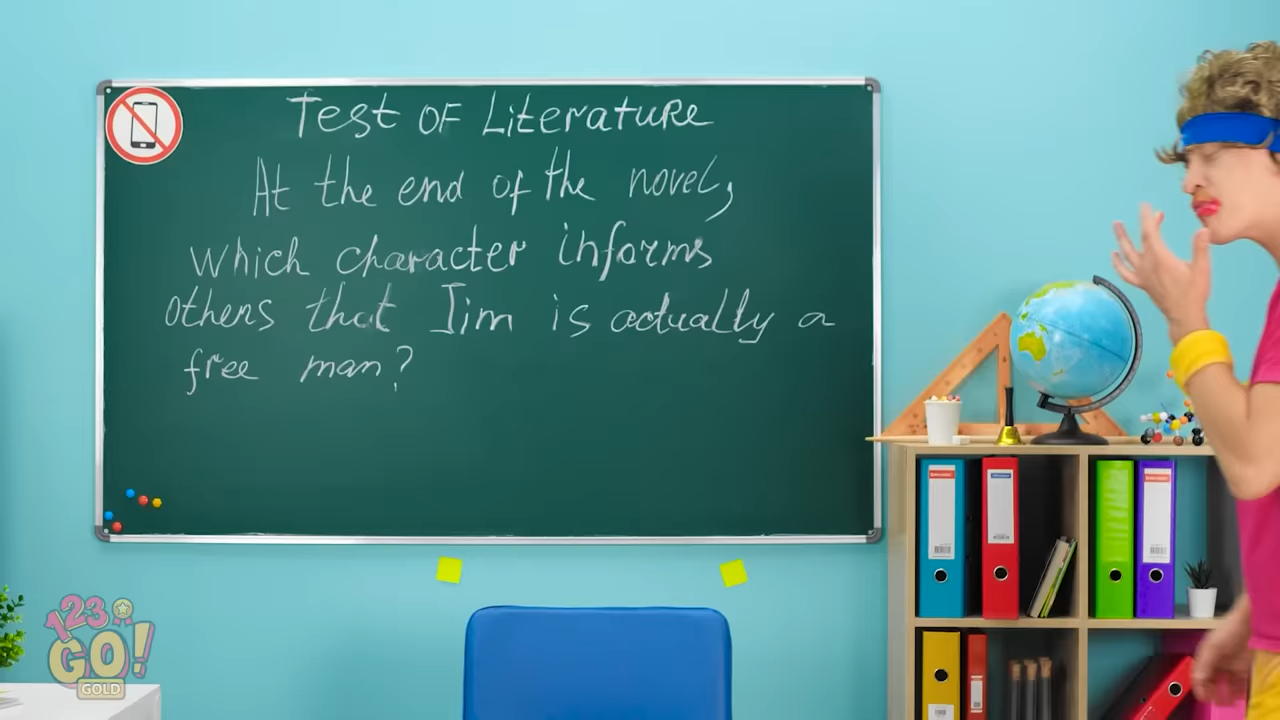 Test of Literature
At the end of the novel,
which character informs
others that Jim is actually a
free man?
123
GO!
GOLD